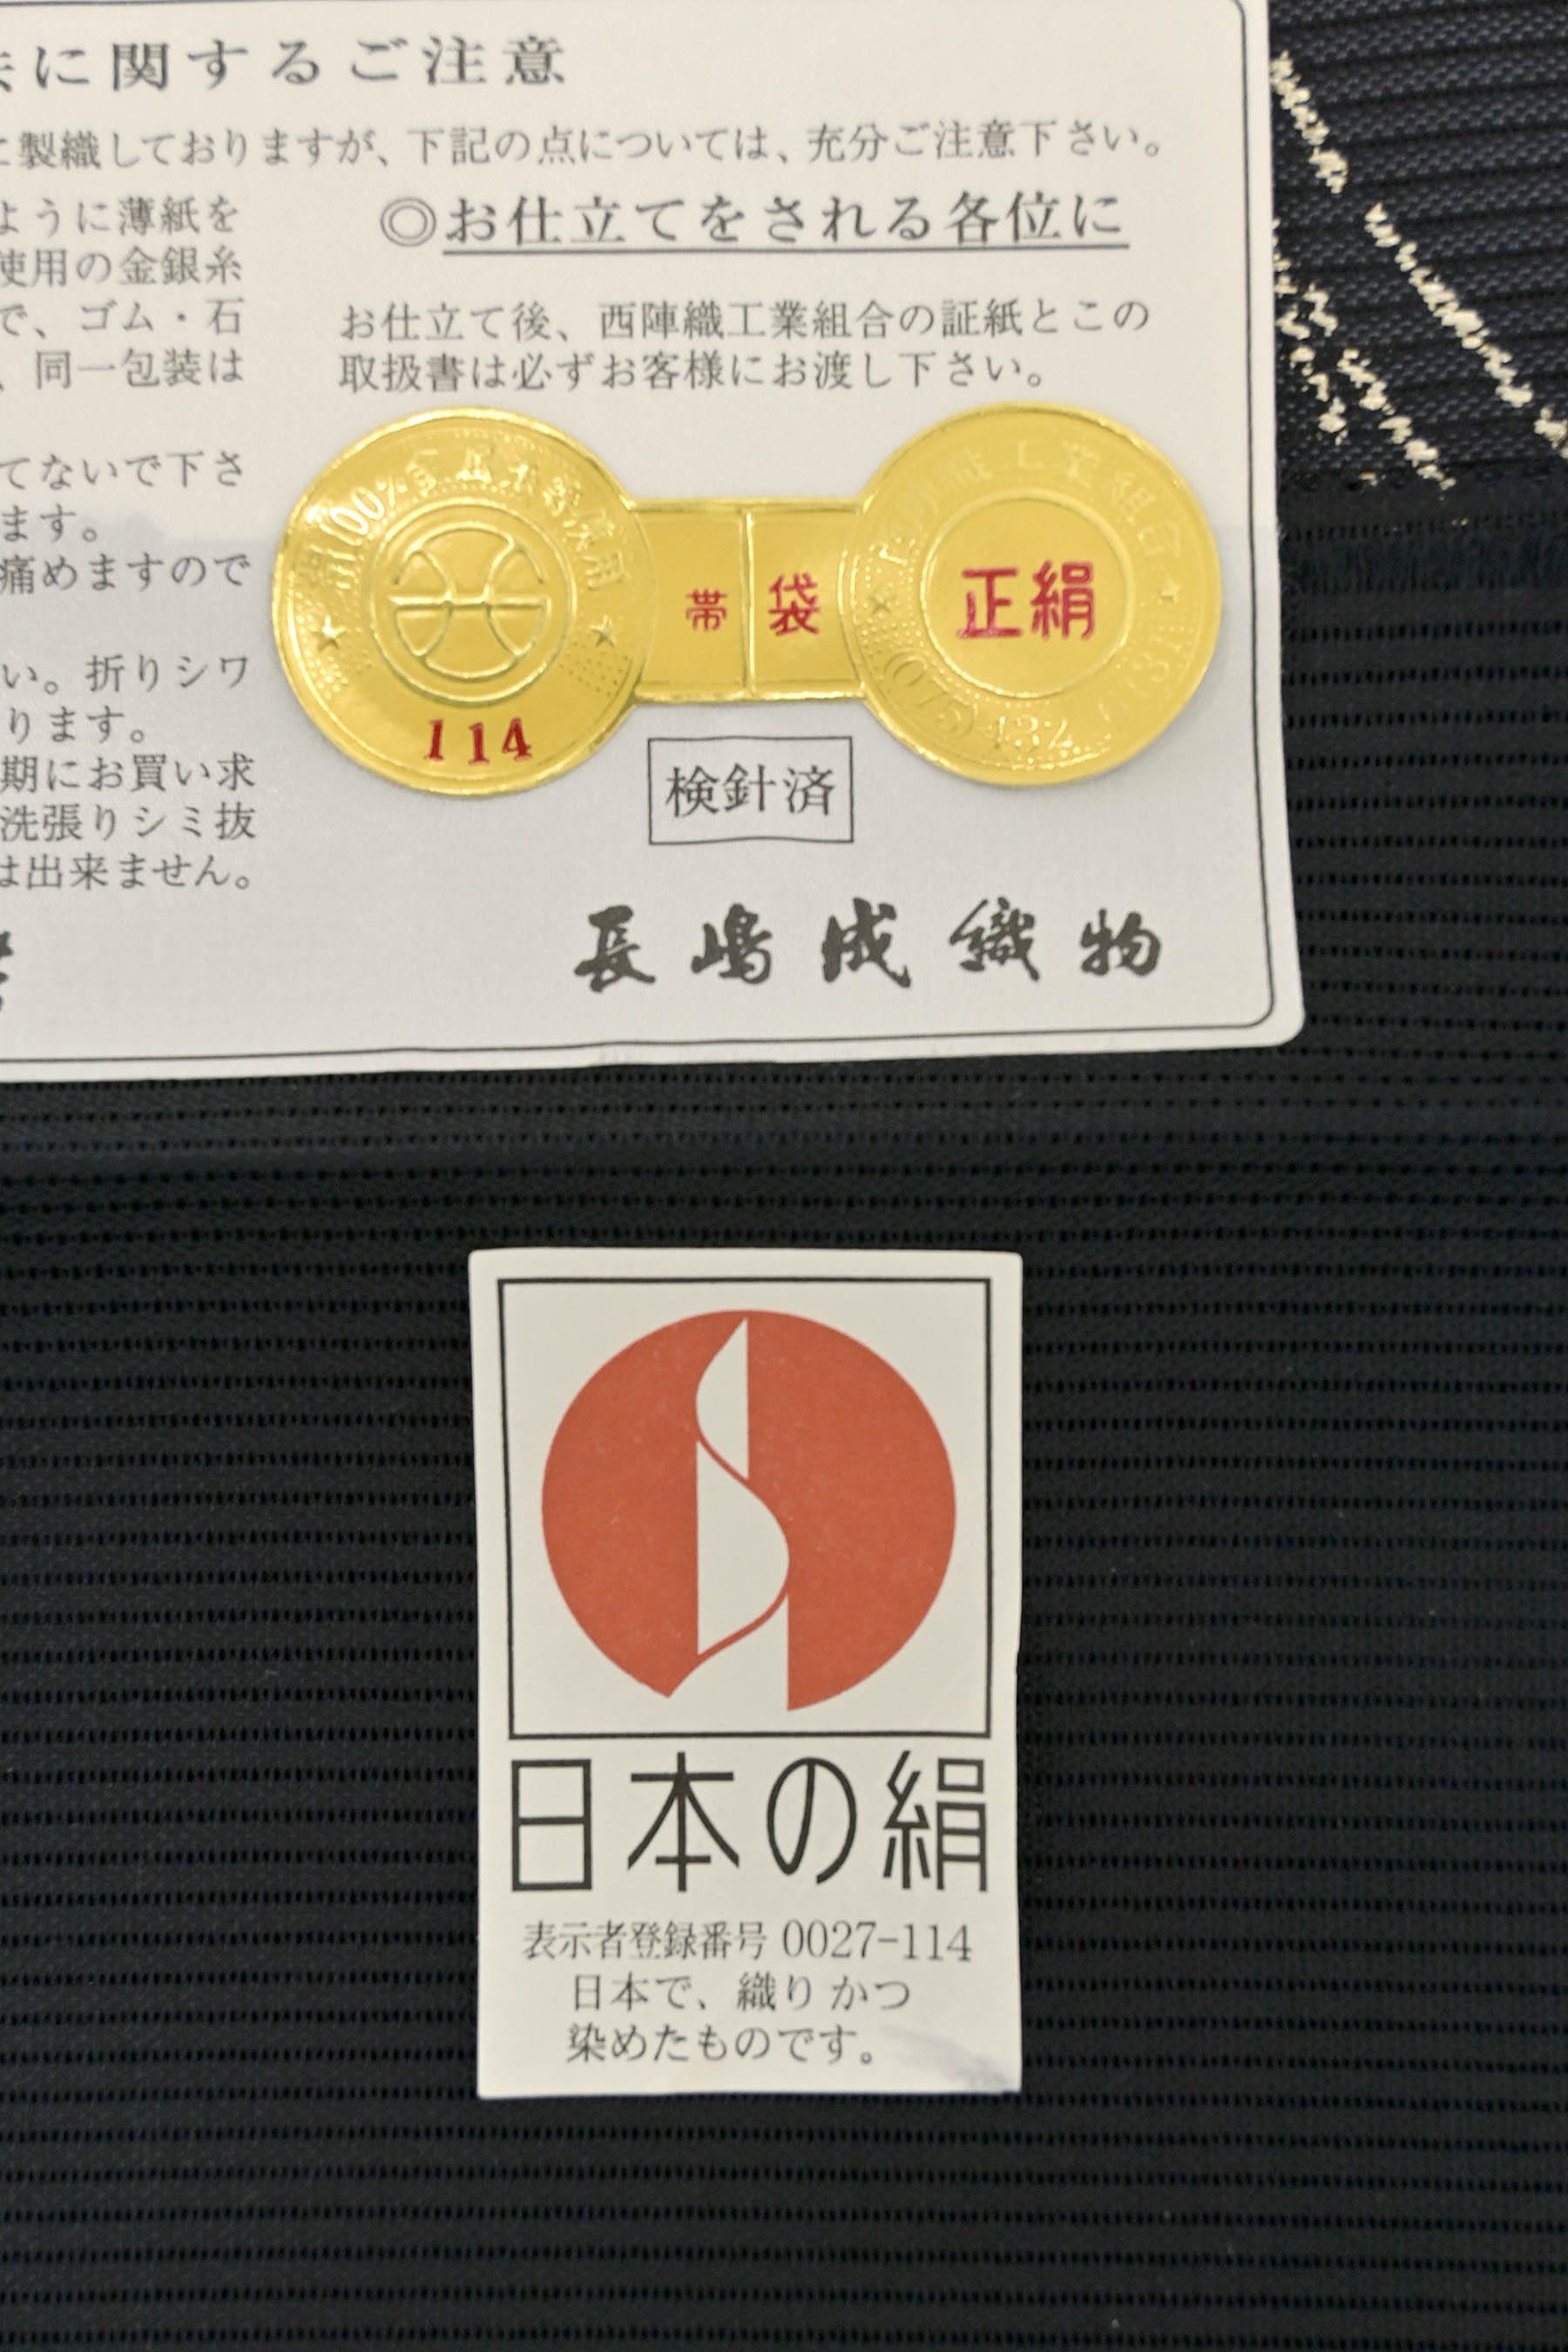 に関するご注意
製織しておりますが、下記の点については、充分ご注意下さい。
ように薄紙を
使用の金銀糸
で、ゴム・石
、同一包装は
てないで下さ
ます。
痛めますので
い。折りシワ
ります。
期にお買い求
洗張りシミ抜
は出来ません。
◎お仕立てをされる各位に
お仕立て後、西陣織工業組合の証紙とこの
取扱書は必ずお客様にお渡し下さい。
114
帯 袋
工業組合
正絹
検針済
長嶋成織物
日本の絹
表示者登録番号 0027-114
日本で、織り かつ
染めたものです。